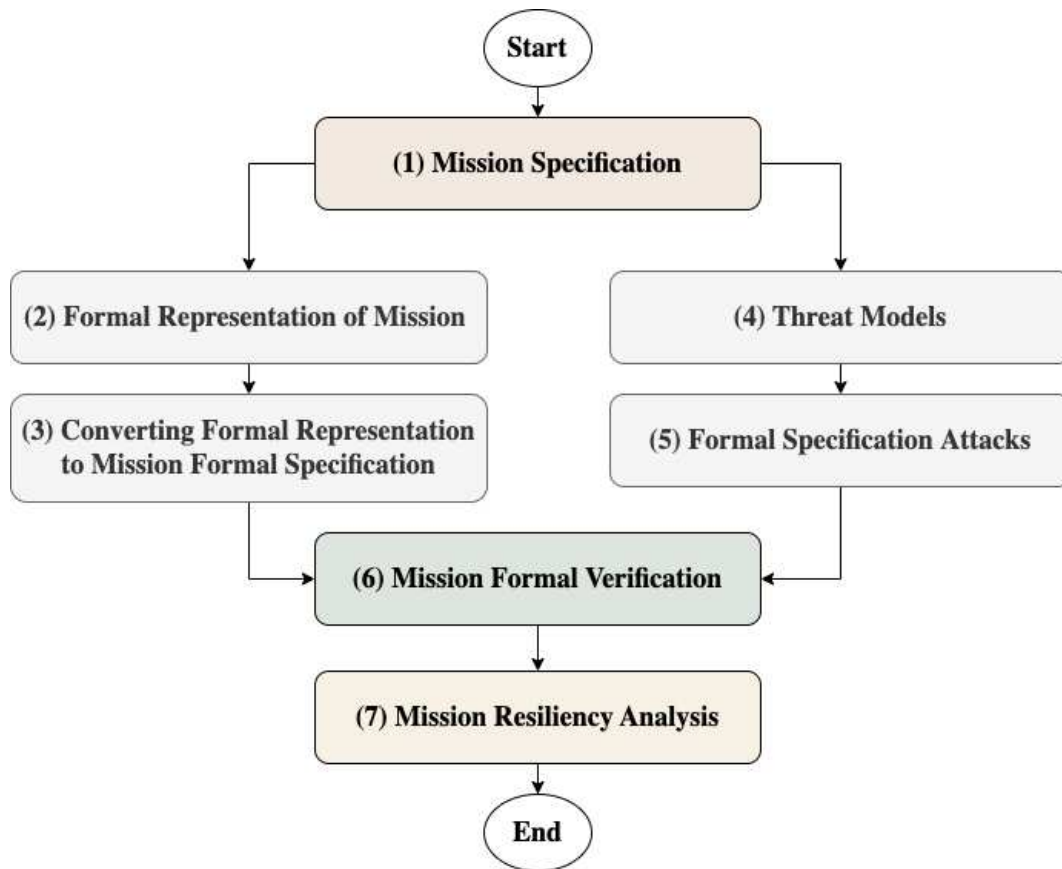 Start
(1) Mission Specification
(2) Formal Representation of Mission
(3) Converting Formal Representation
to Mission Formal Specification
(4) Threat Models
(5) Formal Specification Attacks
(6) Mission Formal Verification
(7) Mission Resiliency Analysis
End